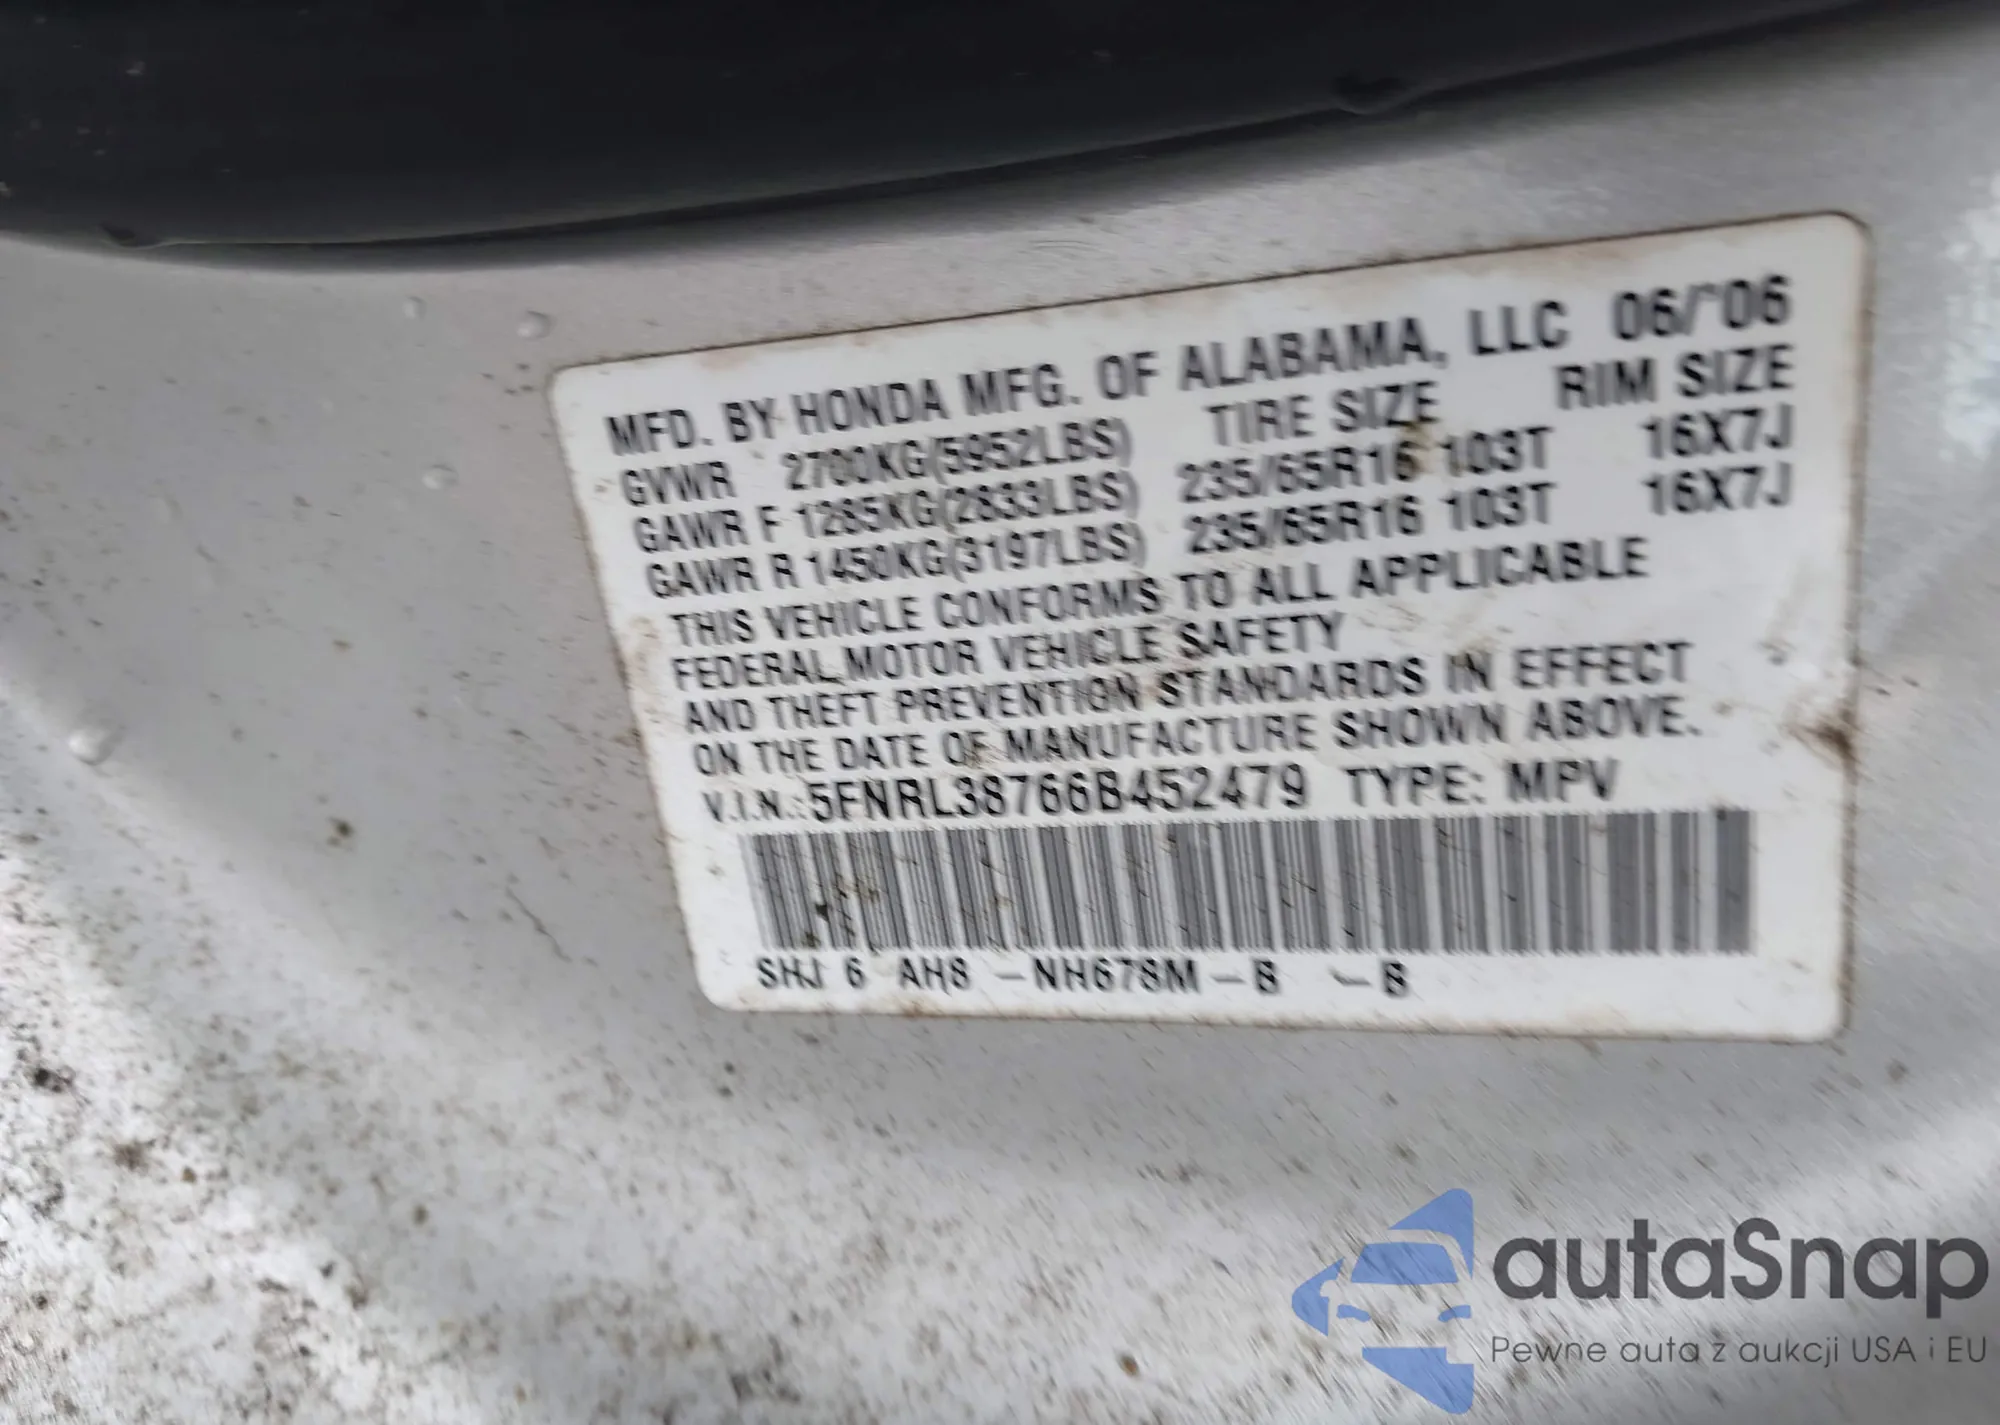 MFD. BY HONDA MFG. OF ALABAMA, LLC 06/'06
GVWR 2700KG(5952LBS) TIRE SIZE RIM SIZE
GAWR F 1285KG(2833LBS) 235/65R16 103T 16X7J
GAWR R 1450KG(3197LBS) 235/65R16 103T 16X7J
THIS VEHICLE CONFORMS TO ALL APPLICABLE
FEDERAL MOTOR VEHICLE SAFETY
AND THEFT PREVENTION STANDARDS IN EFFECT
ON THE DATE OF MANUFACTURE SHOWN ABOVE.
V.I.N.: 5FNRL38766B452479 TYPE: MPV
SHJ 6 AH8 -NH678M-B -B
autaSnap
Pewne auta z aukcji USA i EU